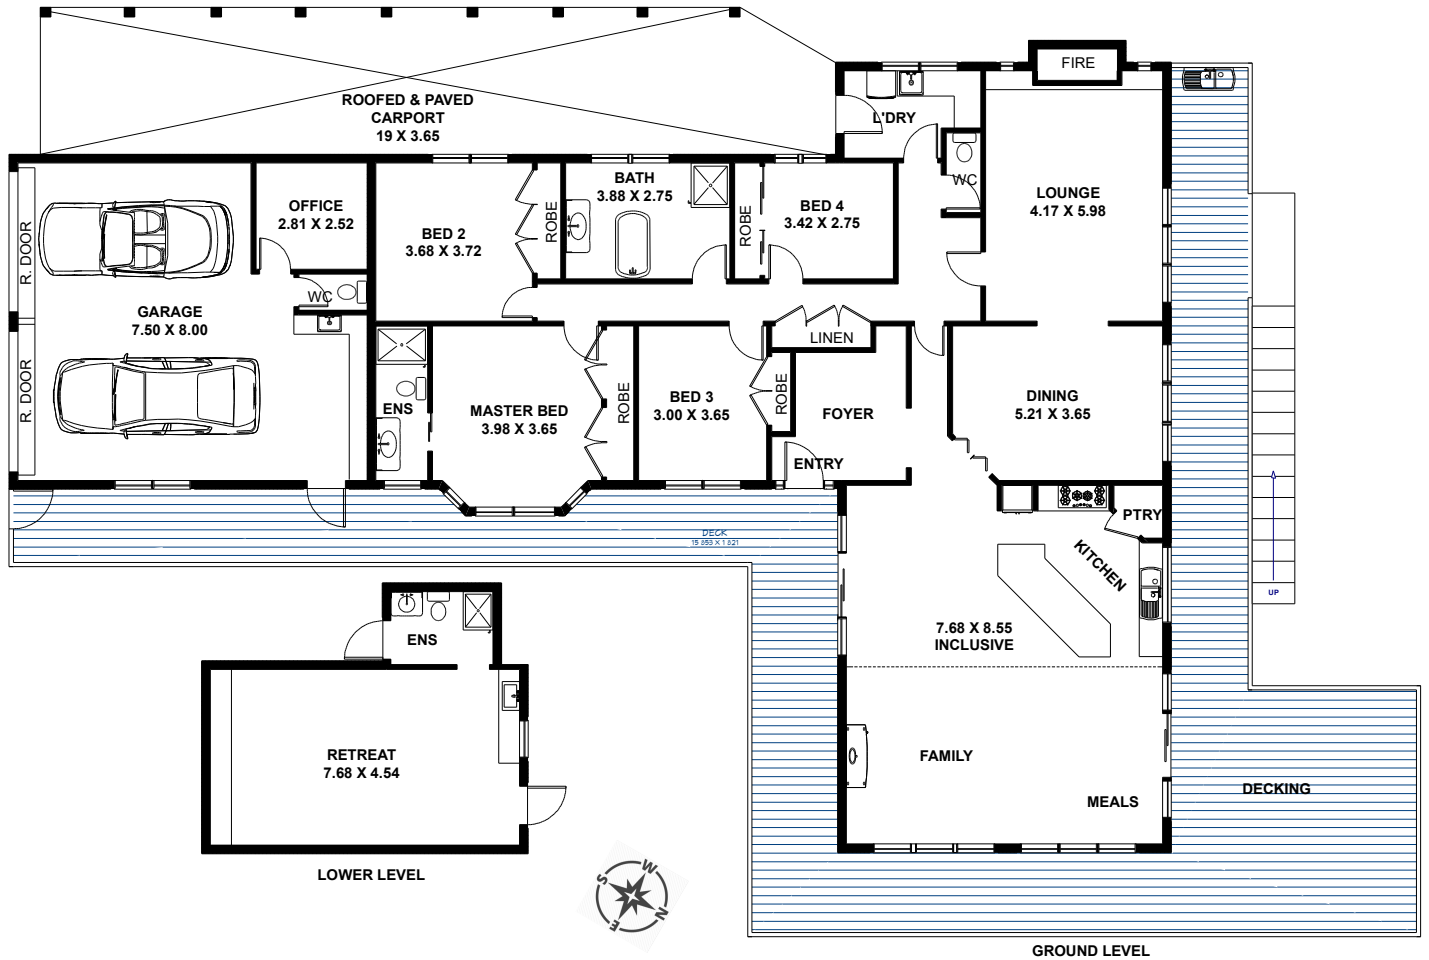 ROOFED & PAVED
CARPORT
19 X 3.65
FIRE
L'DRY
WC
LOUNGE
4.17 X 5.98
OFFICE
2.81 X 2.52
BED 2
3.68 X 3.72
ROBE
BATH
3.88 X 2.75
ROBE
BED 4
3.42 X 2.75
R. DOOR
GARAGE
7.50 X 8.00
WC
R. DOOR
LINEN
ENS
MASTER BED
3.98 X 3.65
ROBE
BED 3
3.00 X 3.65
ROBE
FOYER
ENTRY
DINING
5.21 X 3.65
DECK
PTRY
KITCHEN
UP
7.68 X 8.55
INCLUSIVE
ENS
RETREAT
7.68 X 4.54
FAMILY
MEALS
DECKING
LOWER LEVEL
W
S
N
E
GROUND LEVEL